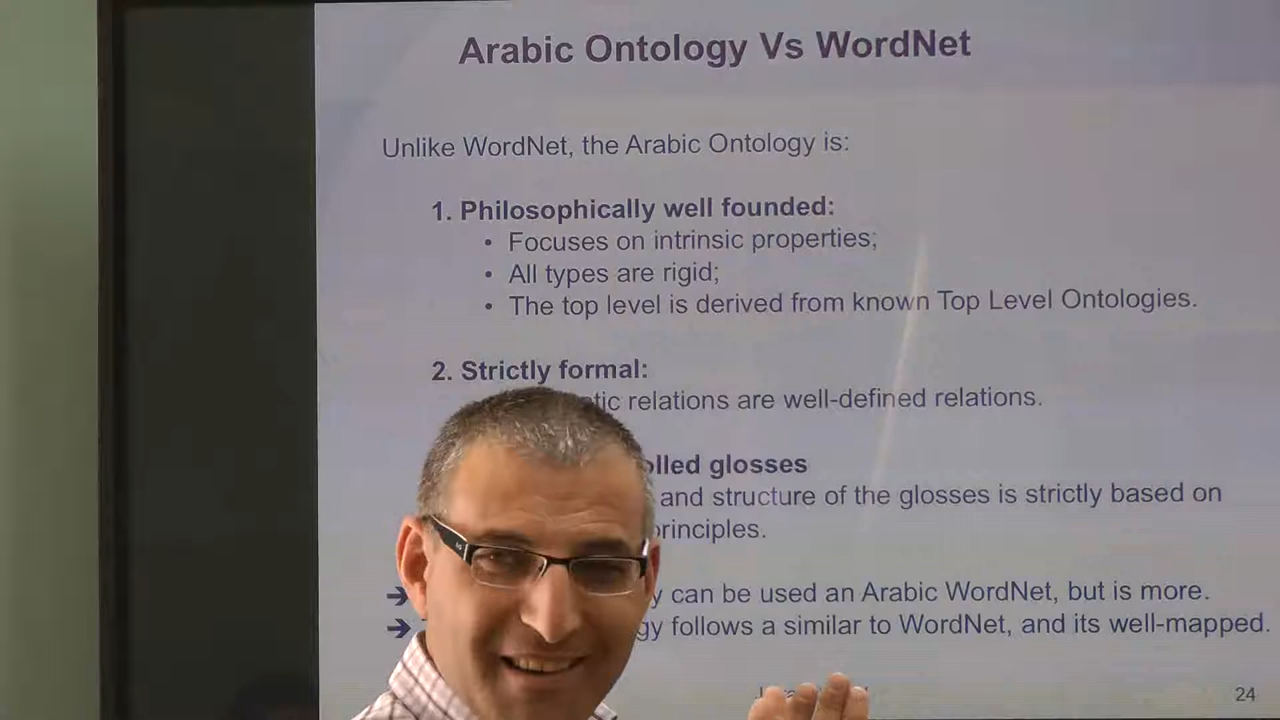 Arabic Ontology Vs WordNet
Unlike WordNet, the Arabic Ontology is:
1. Philosophically well founded:
• Focuses on intrinsic properties;
• All types are rigid;
• The top level is derived from known Top Level Ontologies.
2. Strictly formal:
relations are well-defined relations.
glosses
and structure of the glosses is strictly based on
principles.
➔ can be used an Arabic WordNet, but is more.
➔ follows a similar to WordNet, and its well-mapped.
24